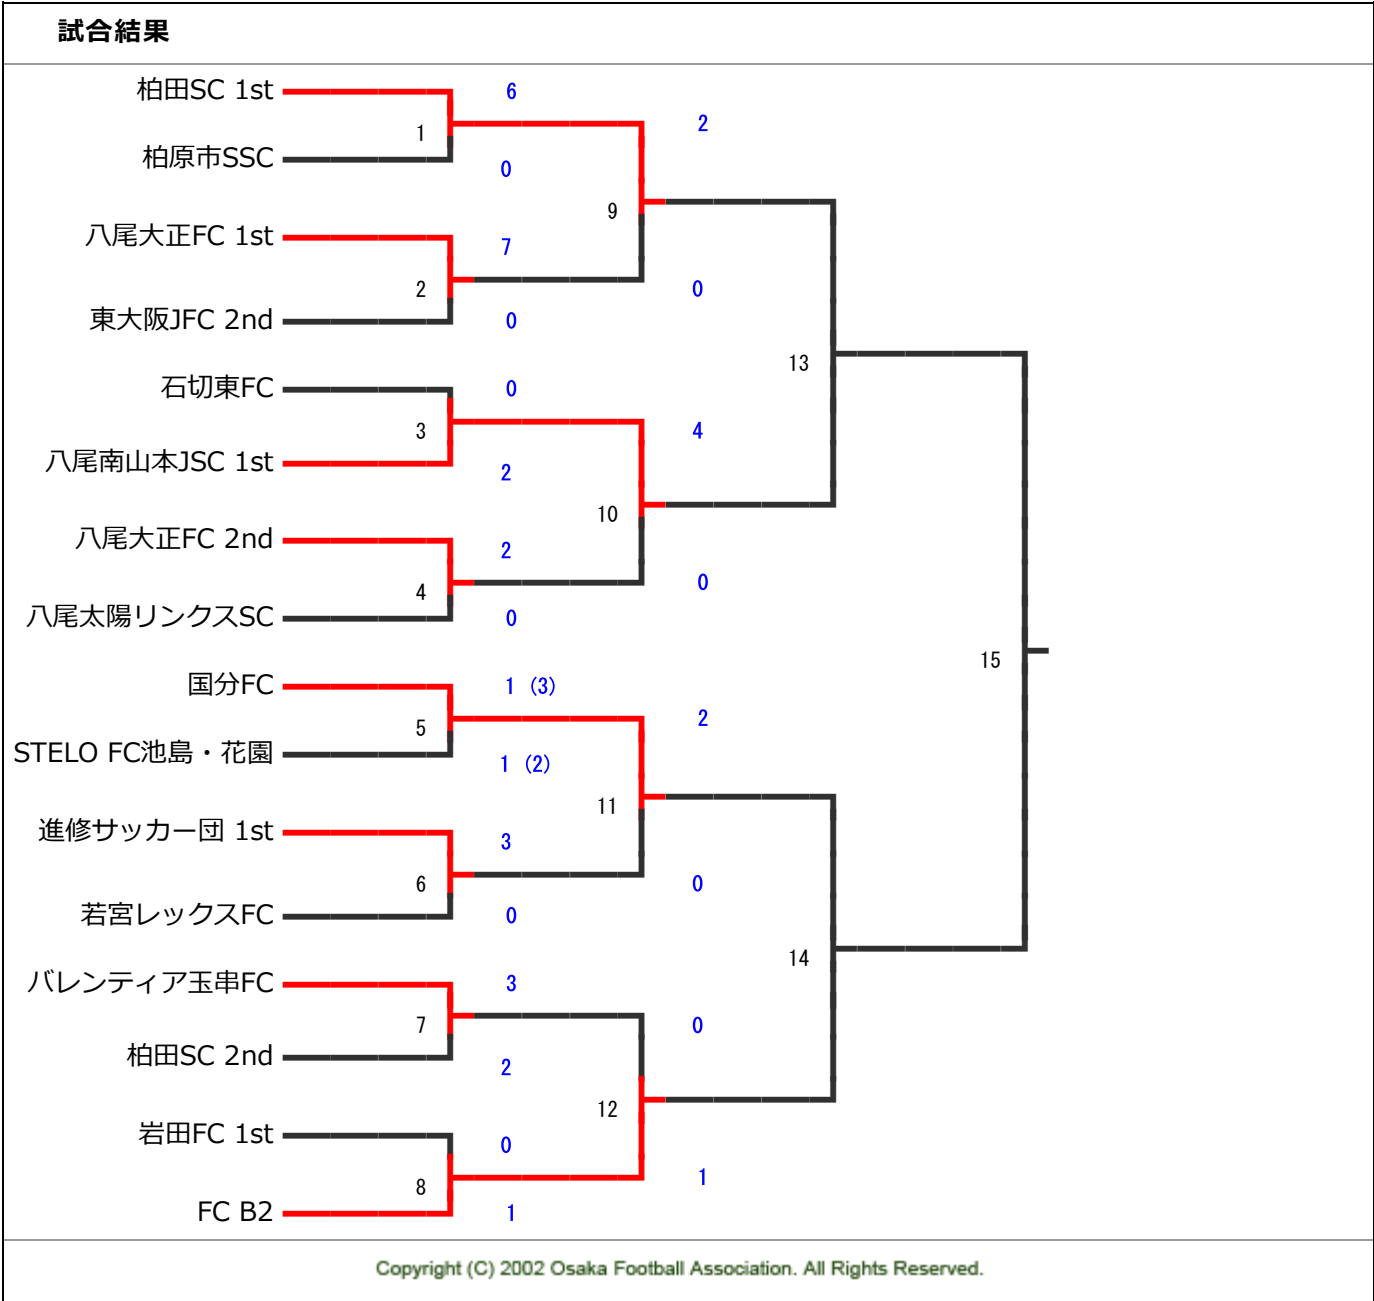 試合結果
柏田SC 1st
6
2
1
柏原市SSC
0
9
八尾大正FC 1st
7
2
0
東大阪JFC 2nd
0
13
石切東FC
0
3
4
八尾南山本JSC 1st
2
10
八尾大正FC 2nd
2
4
0
八尾太陽リンクスSC
0
15
国分FC
1 (3)
2
5
STELO FC池島・花園
1 (2)
11
進修サッカー団 1st
3
6
0
若宮レックスFC
0
14
バレンティア玉串FC
3
7
0
柏田SC 2nd
2
12
岩田FC 1st
0
1
8
FC B2
1
Copyright (C) 2002 Osaka Football Association. All Rights Reserved.